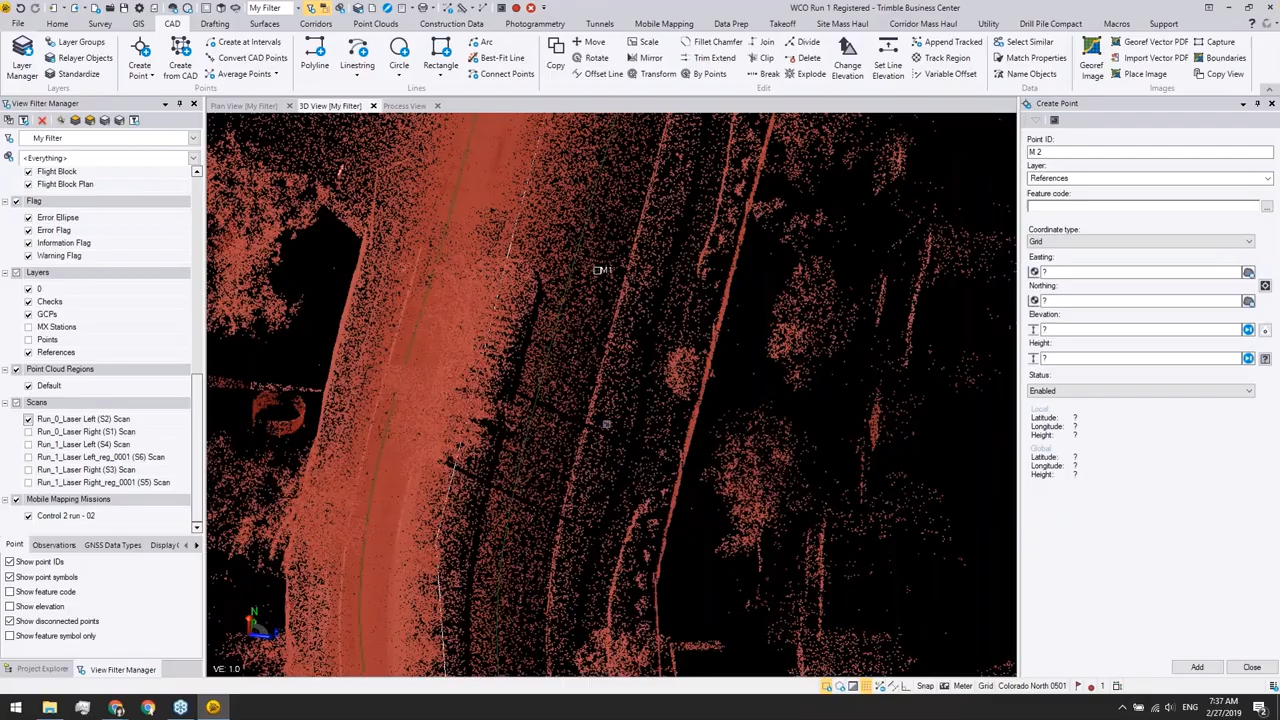 WCO Run 1 Registered - Trimble Business Center
File Home Survey GIS CAD Drafting Surfaces Corridors Point Clouds Construction Data Photogrammetry Tunnels Mobile Mapping Data Prep Takeoff Site Mass Haul Corridor Mass Haul Utility Drill Pile Compact Macros Support
My Filter
Layer Manager
Layer Groups
Relayer Objects
Standardize
Layers
Create Point
Create from CAD
Create at Intervals
Convert CAD Points
Average Points
Points
Polyline
Linestring
Circle
Rectangle
Arc
Best-Fit Line
Connect Points
Lines
Copy
Move
Rotate
Offset Line
Scale
Mirror
Transform
Fillet Chamfer
Trim Extend
By Points
Join
Clip
Break
Divide
Delete
Explode
Change Elevation
Set Line Elevation
Append Tracked
Track Region
Variable Offset
Edit
Select Similar
Match Properties
Name Objects
Data
Georef Image
Georef Vector PDF
Import Vector PDF
Place Image
Capture
Boundaries
Copy View
Images
View Filter Manager
My Filter
<Everything>
Flight Block
Flight Block Plan
Flag
Error Ellipse
Error Flag
Information Flag
Warning Flag
Layers
0
Checks
GCPs
MX Stations
Points
References
Point Cloud Regions
Default
Scans
Run_0_Laser Left (S2) Scan
Run_0_Laser Right (S1) Scan
Run_1_Laser Left (S4) Scan
Run_1_Laser Left_reg_0001 (S6) Scan
Run_1_Laser Right (S3) Scan
Run_1_Laser Right_reg_0001 (S5) Scan
Mobile Mapping Missions
Control 2 run - 02
Point Observations GNSS Data Types Display
Show point IDs
Show point symbols
Show feature code
Show elevation
Show disconnected points
Show feature symbol only
Project Explorer View Filter Manager
Plan View [My Filter] 3D View [My Filter] Process View
M1
N
VE: 1.0
Create Point
Point ID:
M 2
Layer:
References
Feature code:
...
Coordinate type:
Grid
Easting:
?
Northing:
?
Elevation:
?
Height:
?
Status:
Enabled
Local
Latitude: ?
Longitude: ?
Height: ?
Global
Latitude: ?
Longitude: ?
Height: ?
Add Close
Snap Meter Grid Colorado North 0501 1
7:37 AM
2/27/2019